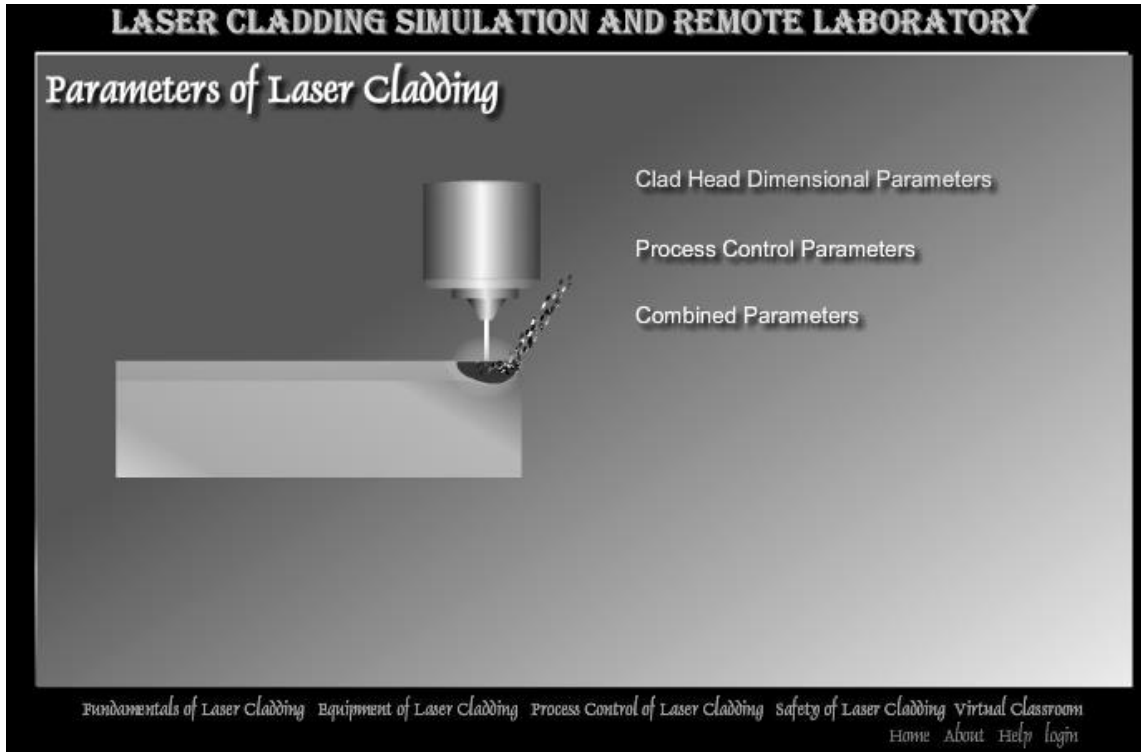 LASER CLADDING SIMULATION AND REMOTE LABORATORY
Parameters of Laser Cladding
Clad Head Dimensional Parameters
Process Control Parameters
Combined Parameters
Fundamentals of Laser Cladding Equipment of Laser Cladding Process Control of Laser Cladding Safety of Laser Cladding Virtual Classroom
Home About Help login